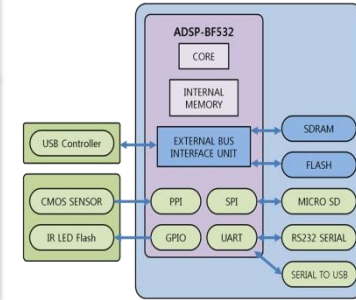 ADSP-BF532
CORE
INTERNAL
MEMORY
USB Controller
EXTERNAL BUS
INTERFACE UNIT
SDRAM
FLASH
CMOS SENSOR
PPI
SPI
MICRO SD
IR LED Flash
GPIO
UART
RS232 SERIAL
SERIAL TO USB